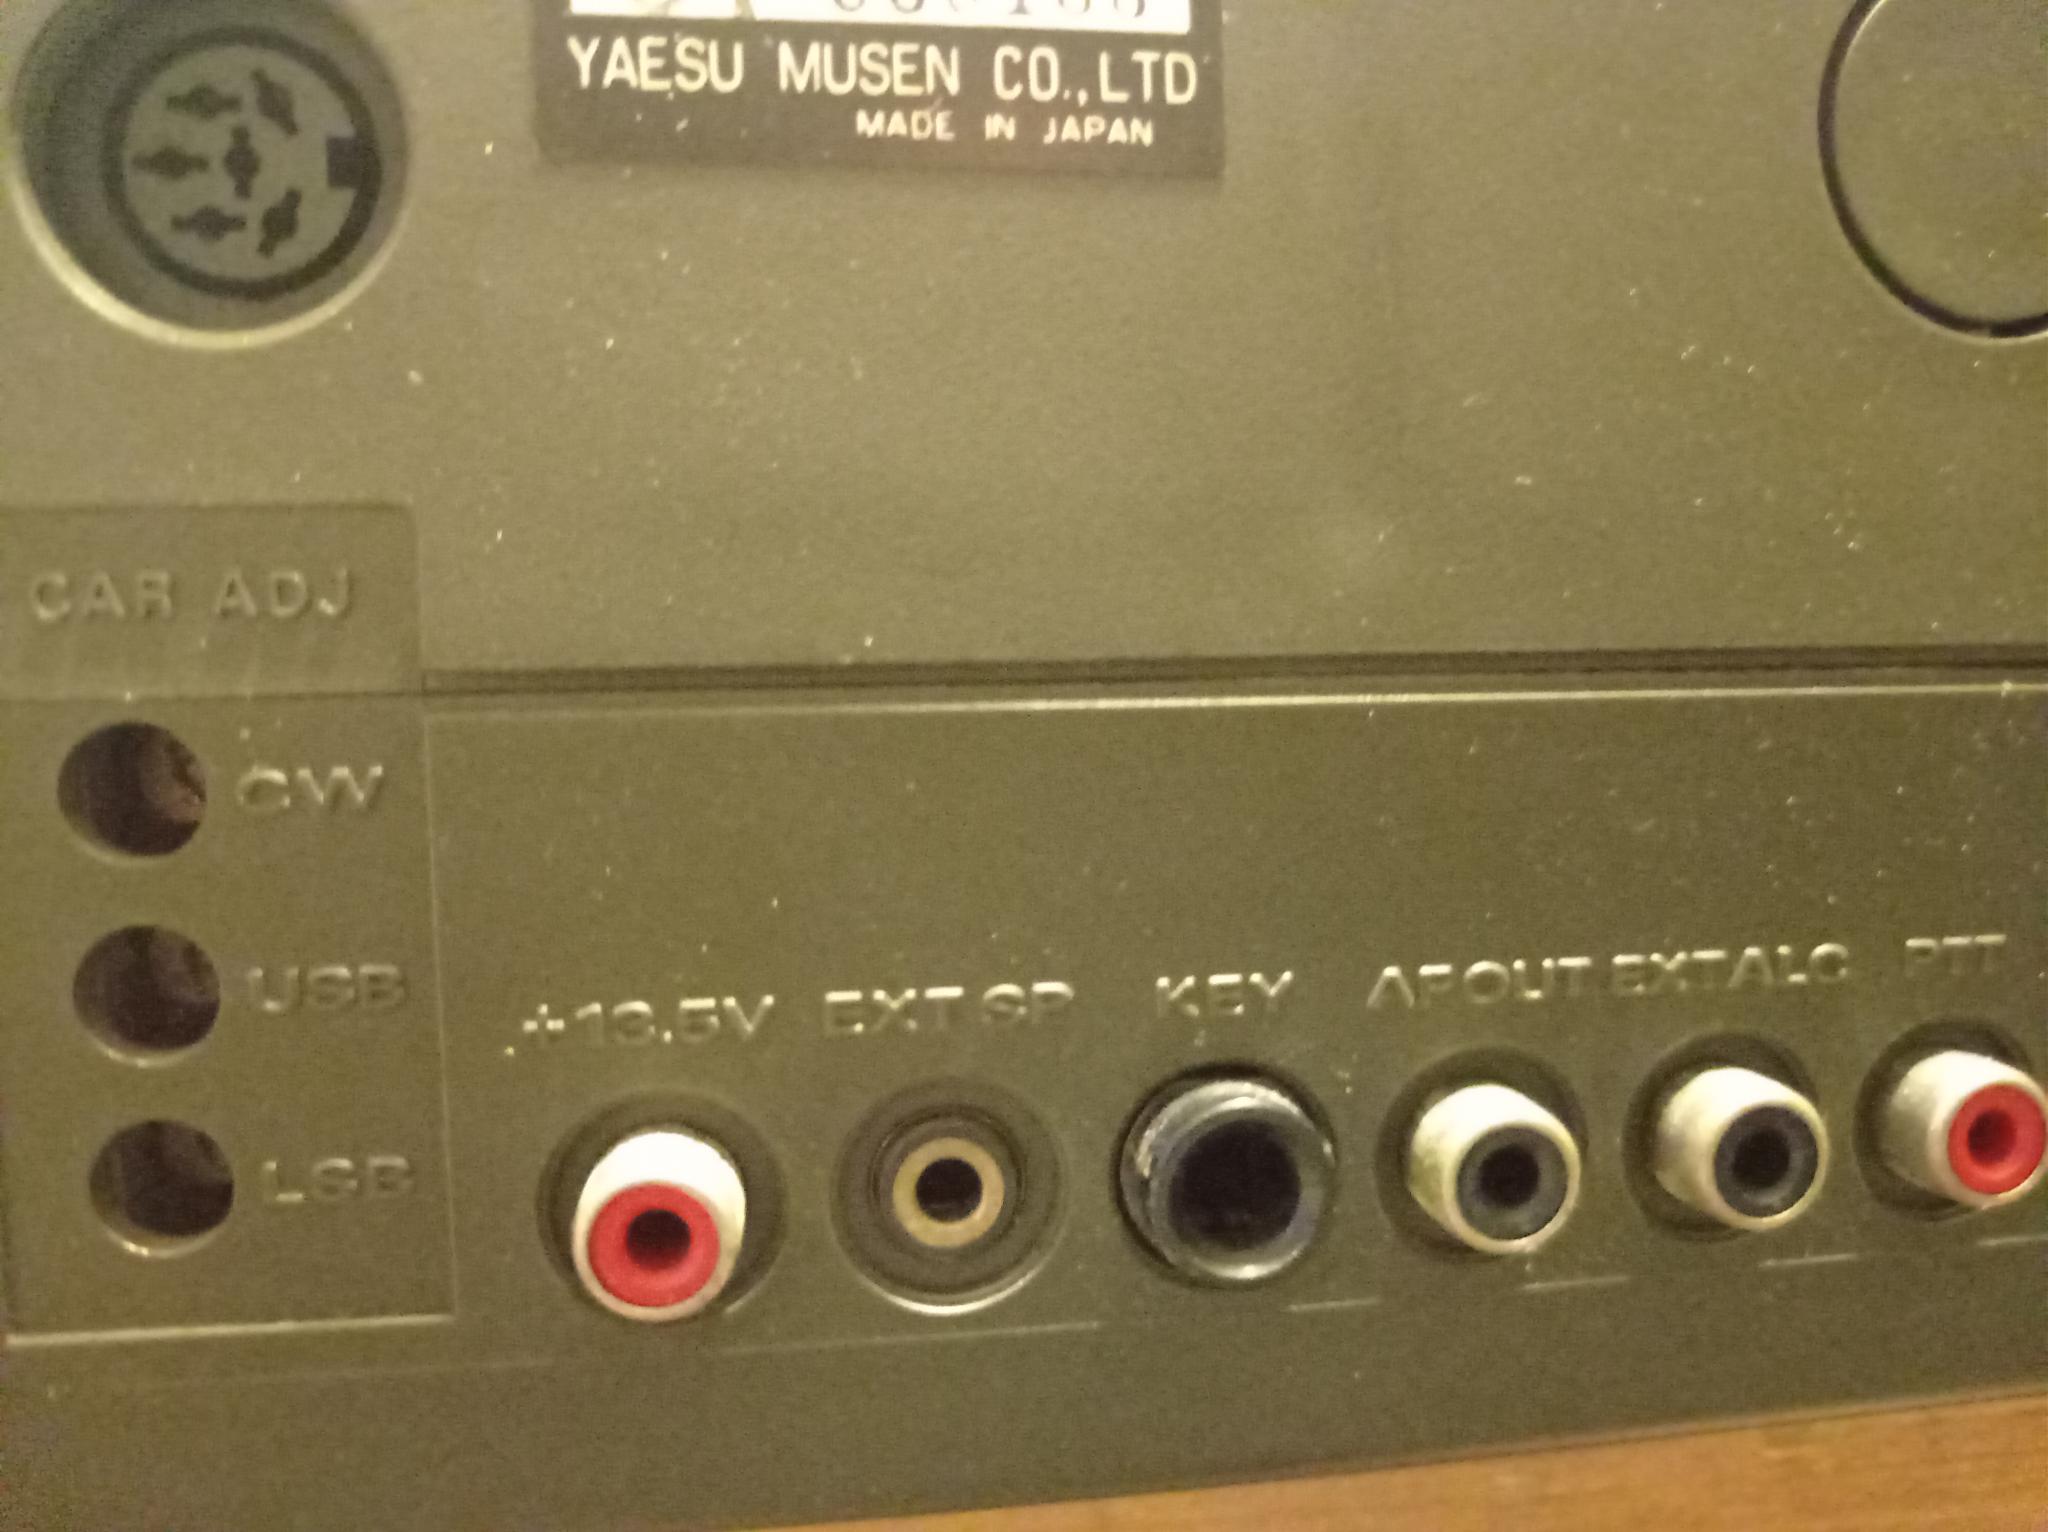 YAESU MUSEN CO.,LTD
MADE IN JAPAN
CAR ADJ
CW
USB
LSB
+13.5V EXT SP KEY AF OUT EXT ALC PTT